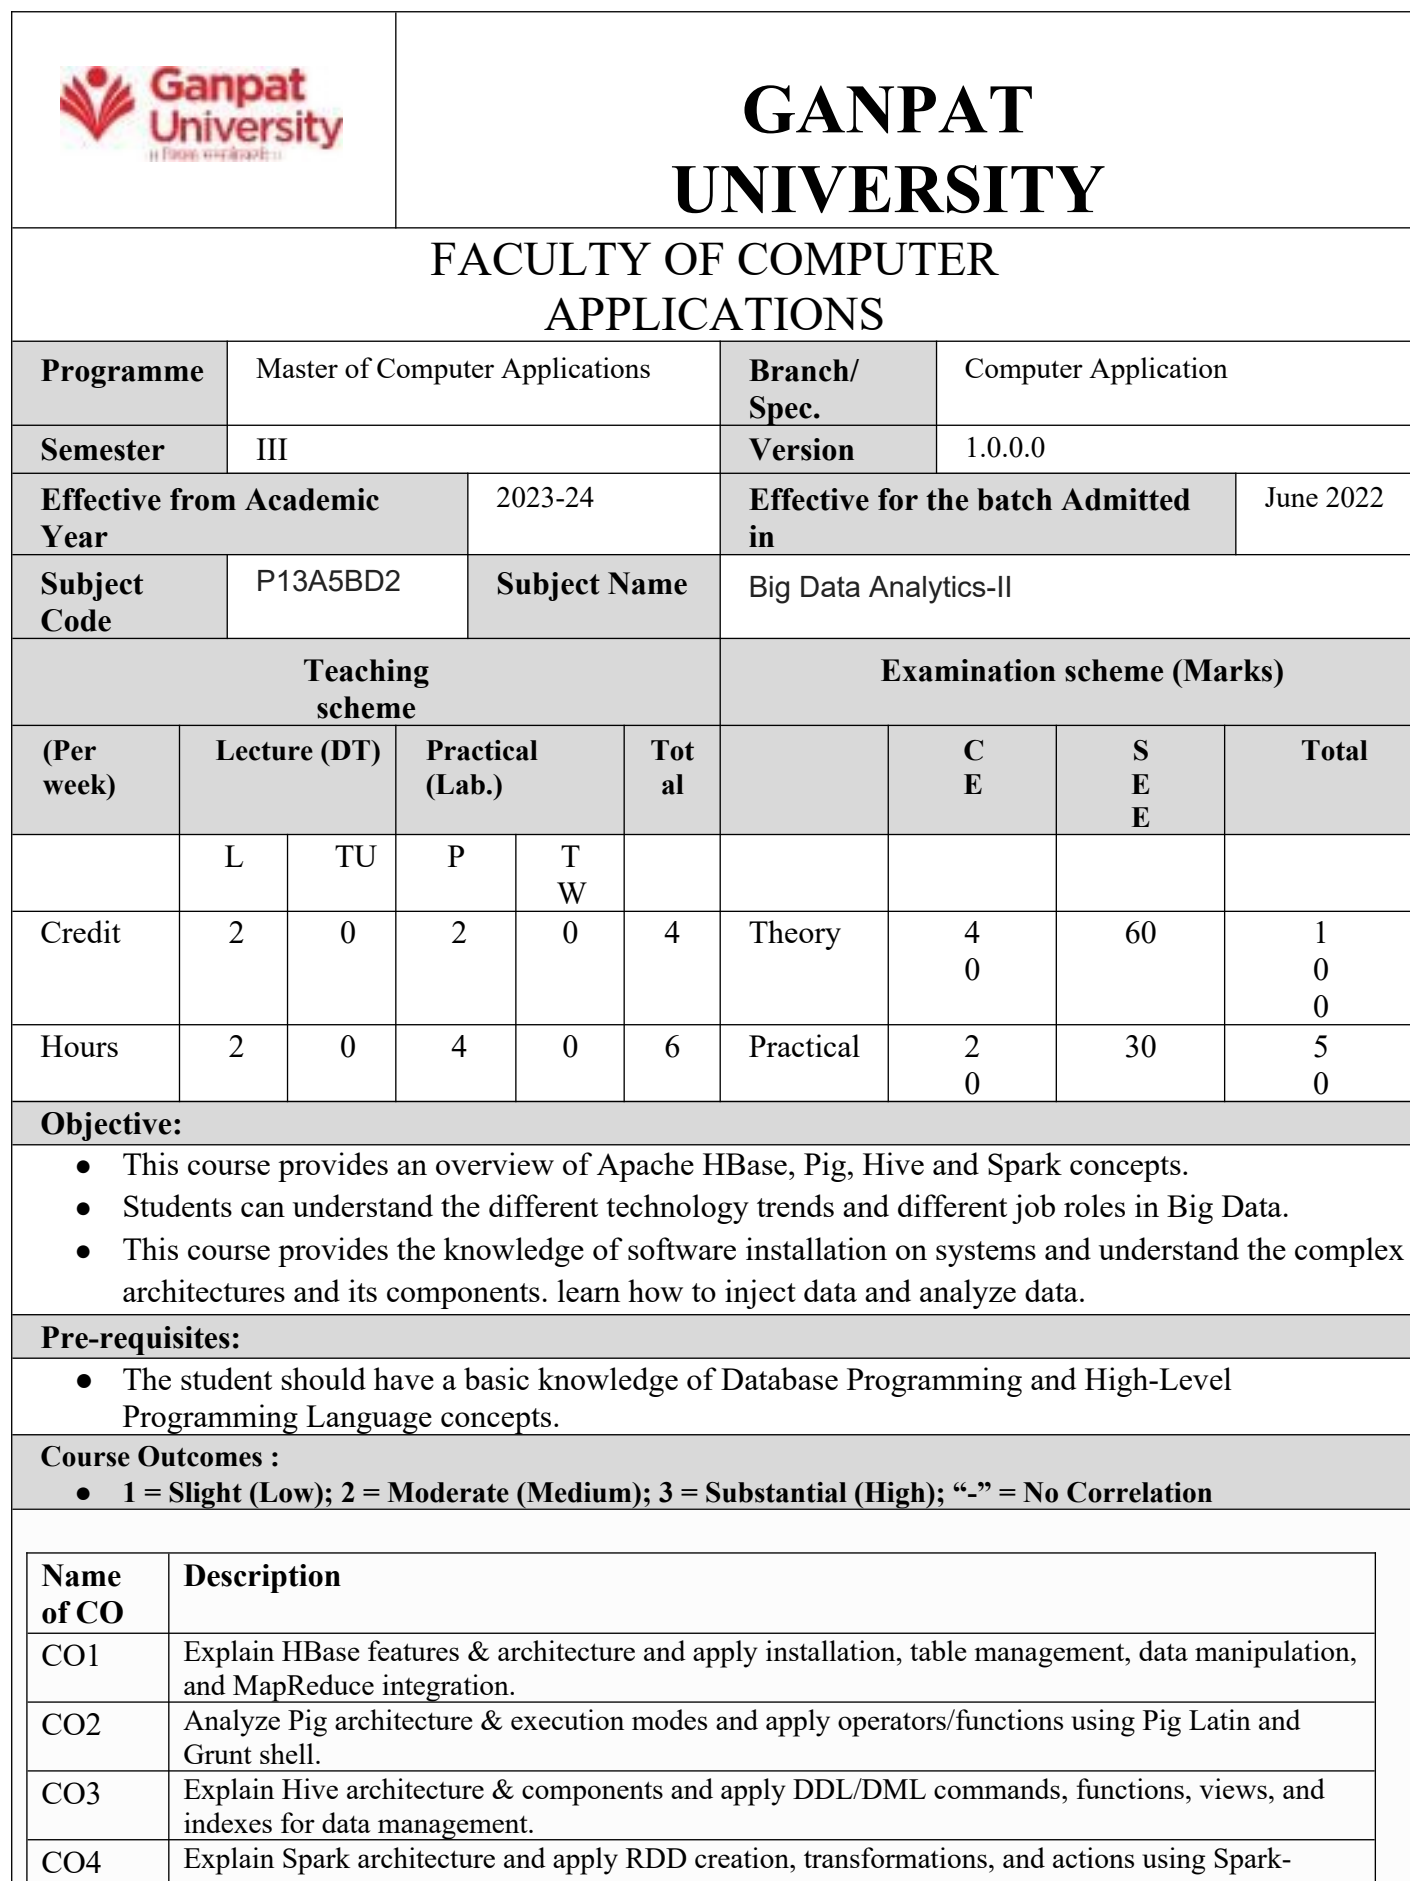 Ganpat
University
GANPAT
UNIVERSITY
FACULTY OF COMPUTER
APPLICATIONS
Programme
Master of Computer Applications
Branch/
Spec.
Computer Application
Semester
III
Version
1.0.0.0
Effective from Academic
Year
2023-24
Effective for the batch Admitted
in
June 2022
Subject
Code
P13A5BD2
Subject Name
Big Data Analytics-II
Teaching
scheme
Examination scheme (Marks)
(Per
week)
Lecture (DT)
Practical
(Lab.)
Tot
al
C
E
S
E
E
Total
L
TU
P
T
W
Credit
2
0
2
0
4
Theory
4
0
60
1
0
0
Hours
2
0
4
0
6
Practical
2
0
30
5
0
Objective:
● This course provides an overview of Apache HBase, Pig, Hive and Spark concepts.
● Students can understand the different technology trends and different job roles in Big Data.
● This course provides the knowledge of software installation on systems and understand the complex
architectures and its components. learn how to inject data and analyze data.
Pre-requisites:
● The student should have a basic knowledge of Database Programming and High-Level
Programming Language concepts.
Course Outcomes :
● 1 = Slight (Low); 2 = Moderate (Medium); 3 = Substantial (High); “-” = No Correlation
Name
of CO
Description
CO1
Explain HBase features & architecture and apply installation, table management, data manipulation,
and MapReduce integration.
CO2
Analyze Pig architecture & execution modes and apply operators/functions using Pig Latin and
Grunt shell.
CO3
Explain Hive architecture & components and apply DDL/DML commands, functions, views, and
indexes for data management.
CO4
Explain Spark architecture and apply RDD creation, transformations, and actions using Spark-